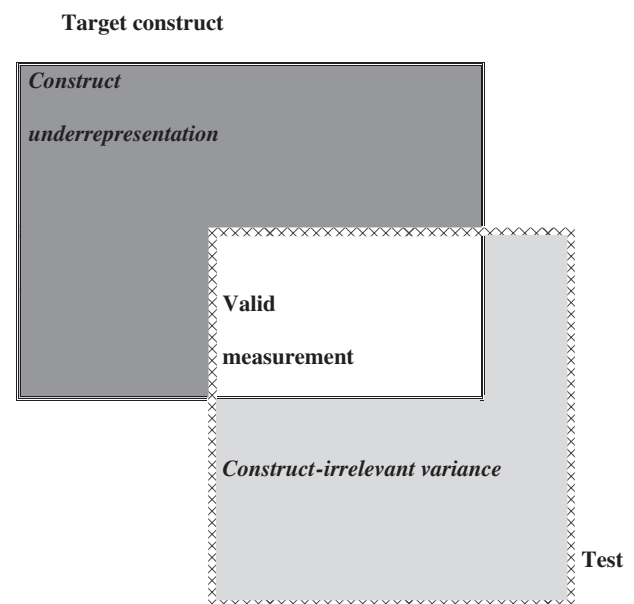 Target construct
Construct
underrepresentation
Valid
measurement
Construct-irrelevant variance
Test